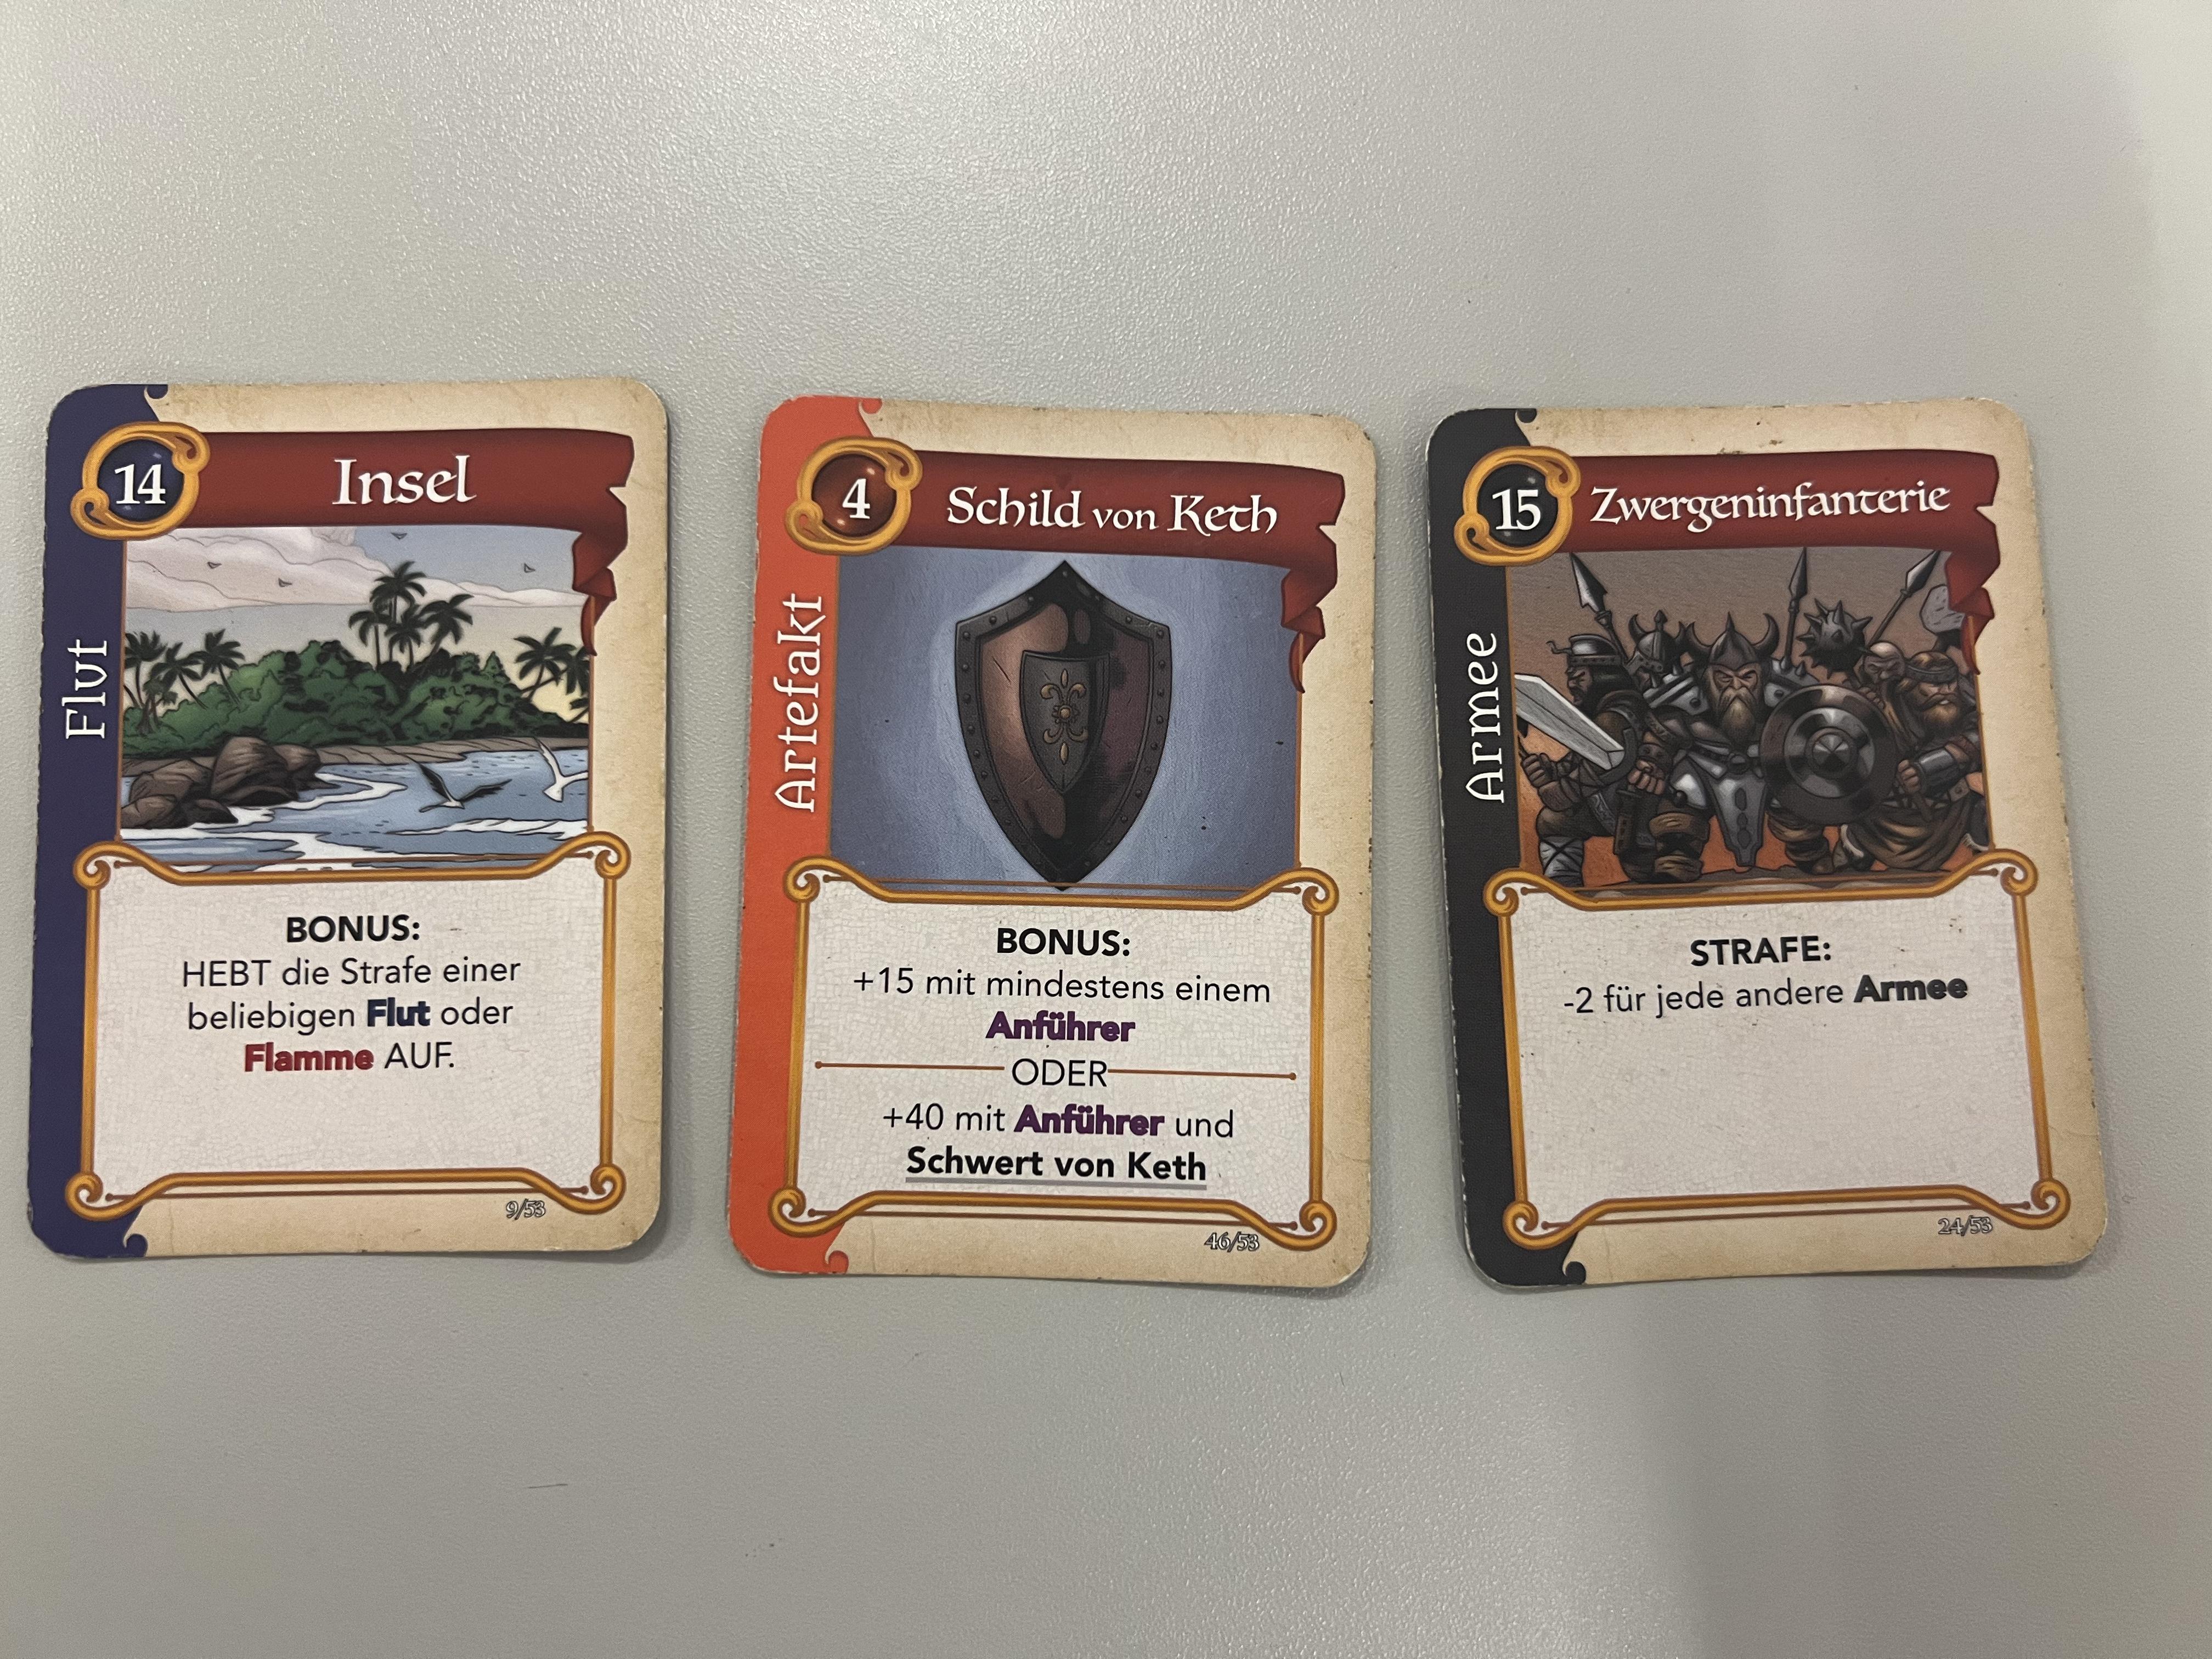 14
Insel
Flut
BONUS:
HEBT die Strafe einer
beliebigen Flut oder
Flamme AUF.
9/53
4
Schild von Keth
Artefakt
BONUS:
+15 mit mindestens einem
Anführer
ODER
+40 mit Anführer und
Schwert von Keth
46/53
15
Zwergeninfanterie
Armee
STRAFE:
-2 für jede andere Armee
24/53